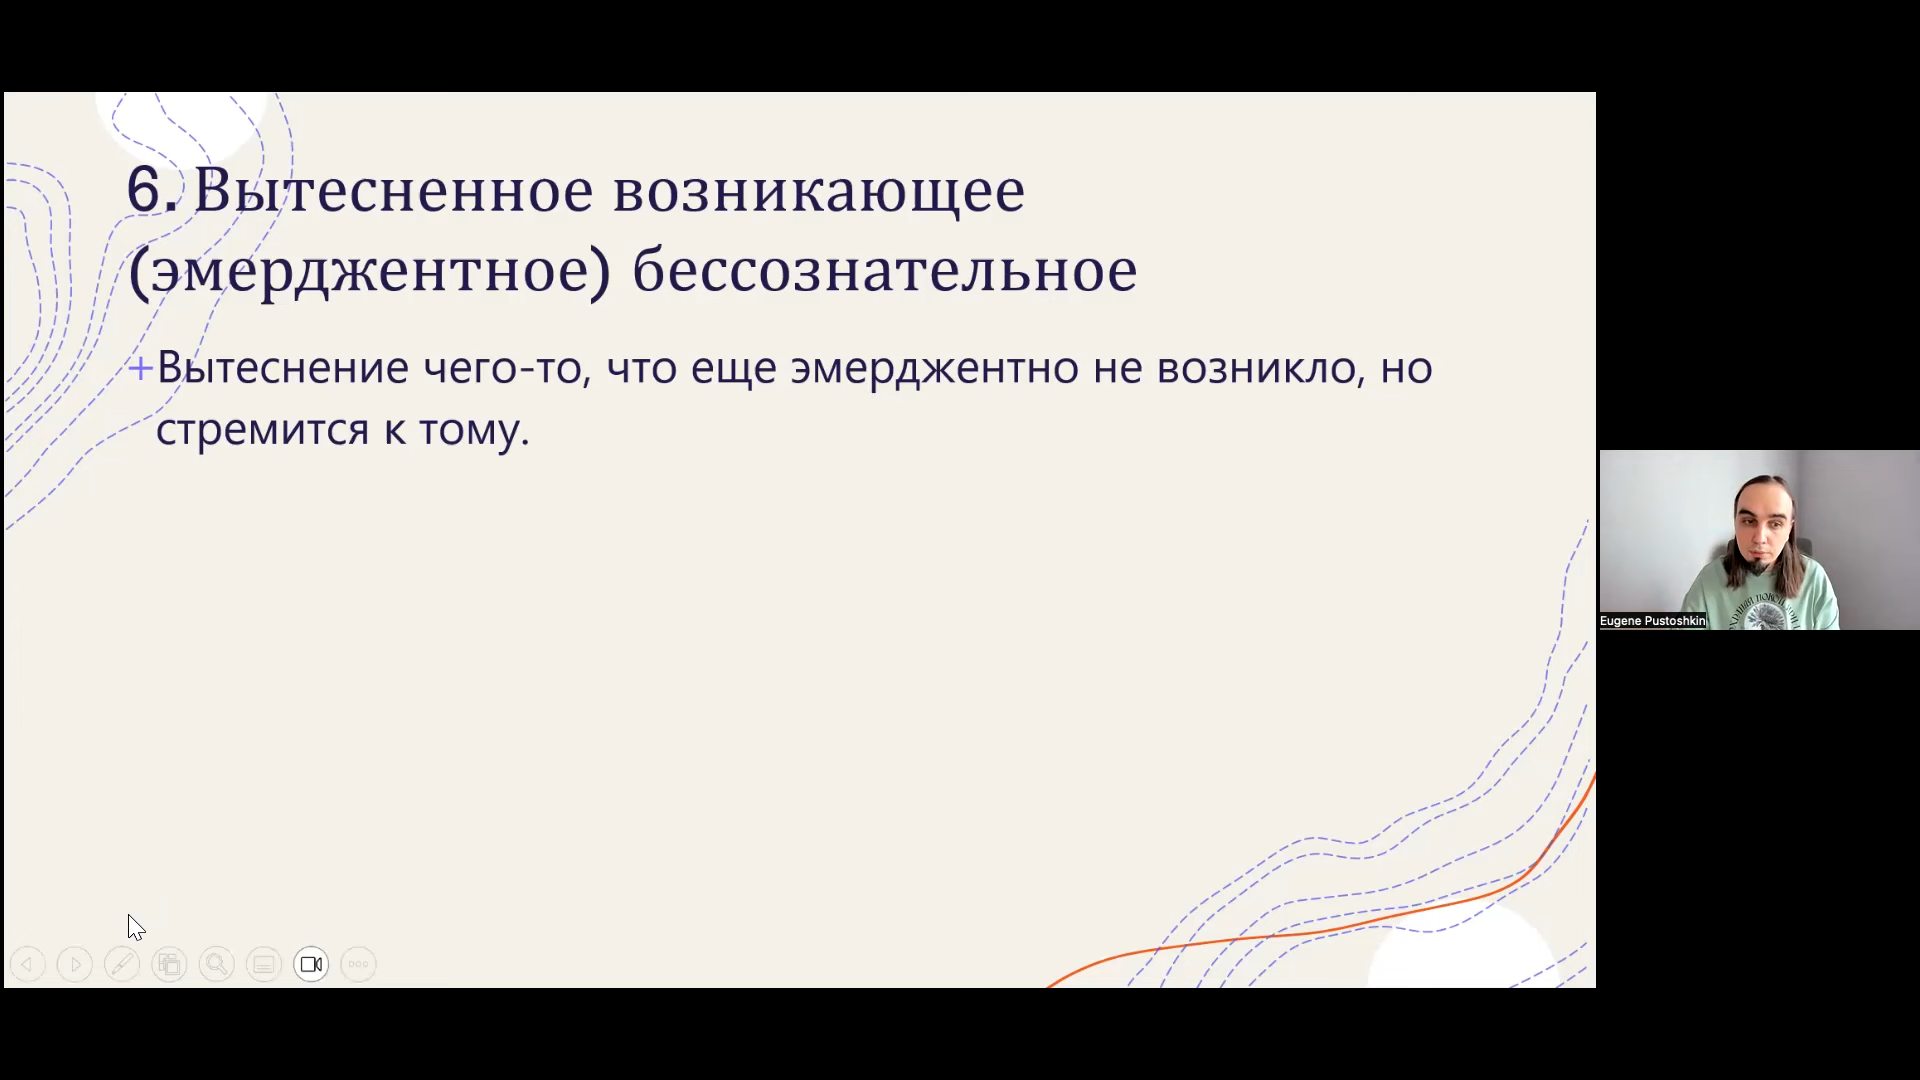 6. Вытесненное возникающее
(эмерджентное) бессознательное
+Вытеснение чего-то, что еще эмерджентно не возникло, но
стремится к тому.
Eugene Pustoshkin